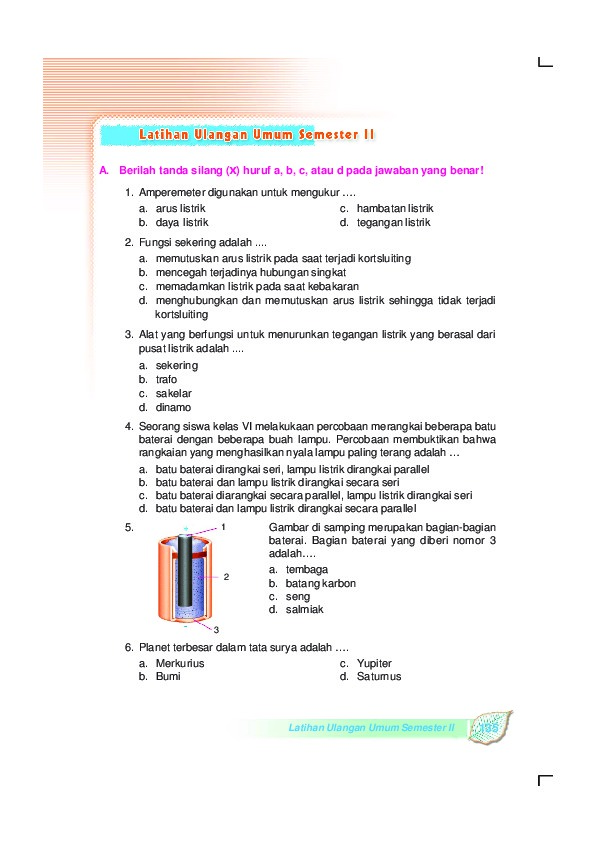 Latihan Ulangan Umum Semester II
A. Berilah tanda silang (X) huruf a, b, c, atau d pada jawaban yang benar!
1. Amperemeter digunakan untuk mengukur ….
a. arus listrik
b. daya listrik
c. hambatan listrik
d. tegangan listrik
2. Fungsi sekering adalah ....
a. memutuskan arus listrik pada saat terjadi kortsluiting
b. mencegah terjadinya hubungan singkat
c. memadamkan listrik pada saat kebakaran
d. menghubungkan dan memutuskan arus listrik sehingga tidak terjadi
kortsluiting
3. Alat yang berfungsi untuk menurunkan tegangan listrik yang berasal dari
pusat listrik adalah ....
a. sekering
b. trafo
c. sakelar
d. dinamo
4. Seorang siswa kelas VI melakukaan percobaan merangkai beberapa batu
baterai dengan beberapa buah lampu. Percobaan membuktikan bahwa
rangkaian yang menghasilkan nyala lampu paling terang adalah …
a. batu baterai dirangkai seri, lampu listrik dirangkai parallel
b. batu baterai dan lampu listrik dirangkai secara seri
c. batu baterai diarangkai secara parallel, lampu listrik dirangkai seri
d. batu baterai dan lampu listrik dirangkai secara parallel
5.
+
1
2
-
3
Gambar di samping merupakan bagian-bagian
baterai. Bagian baterai yang diberi nomor 3
adalah….
a. tembaga
b. batang karbon
c. seng
d. salmiak
6. Planet terbesar dalam tata surya adalah ….
a. Merkurius
b. Bumi
c. Yupiter
d. Saturnus
Latihan Ulangan Umum Semester II